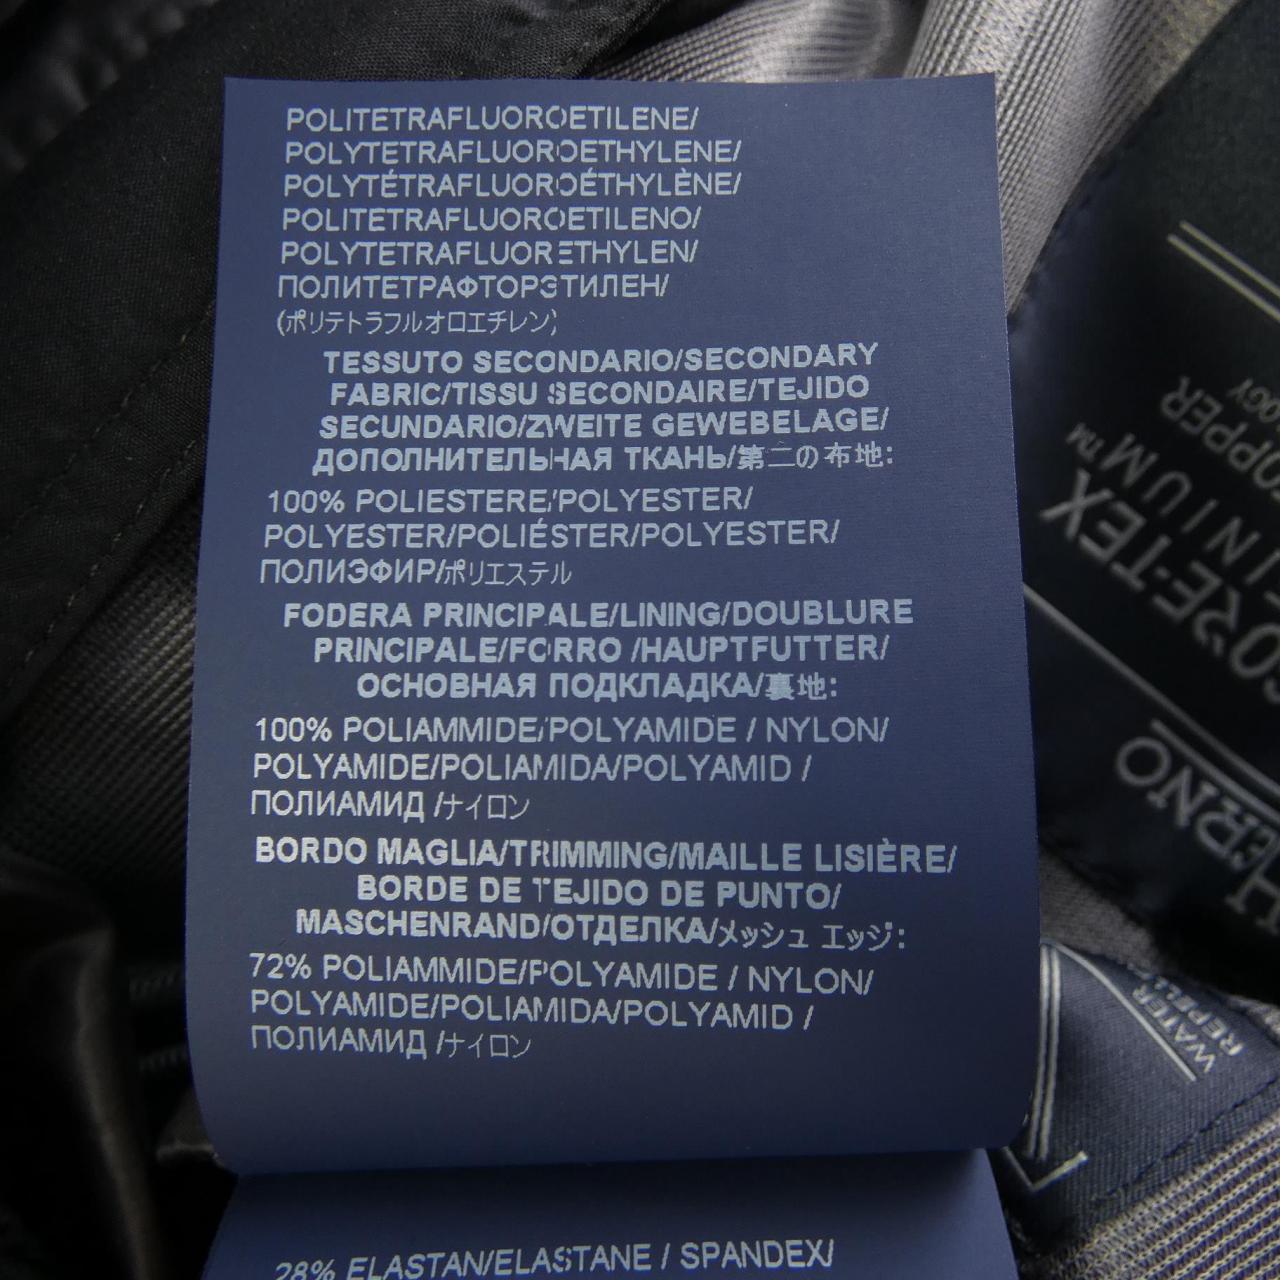 POLITETRAFLUOROETILENE/
POLYTETRAFLUOROETHYLENE/
POLYTÉTRAFLUOROÉTHYLÈNE/
POLITETRAFLUOROETILENO/
POLYTETRAFLUORETHYLEN/
ПОЛИТЕТРАФТОРЭТИЛЕН/
(ポリテトラフルオロエチレン)
TESSUTO SECONDARIO/SECONDARY
FABRIC/TISSU SECONDAIRE/TEJIDO
SECUNDARIO/ZWEITE GEWEBELAGE/
ДОПОЛНИТЕЛЬНАЯ ТКАНЬ/第二の布地:
100% POLIESTERE/POLYESTER/
POLYESTER/POLIÉSTER/POLYESTER/
ПОЛИЭФИР/ポリエステル
FODERA PRINCIPALE/LINING/DOUBLURE
PRINCIPALE/FORRO /HAUPTFUTTER/
ОСНОВНАЯ ПОДКЛАДКА/裏地:
100% POLIAMMIDE/POLYAMIDE / NYLON/
POLYAMIDE/POLIAMIDA/POLYAMID /
ПОЛИАМИД /ナイロン
BORDO MAGLIA/TRIMMING/MAILLE LISIÈRE/
BORDE DE TEJIDO DE PUNTO/
MASCHENRAND/ОТДЕЛКА/メッシュ エッジ:
72% POLIAMMIDE/POLYAMIDE / NYLON/
POLYAMIDE/POLIAMIDA/POLYAMID /
ПОЛИАМИД /ナイロン
28% ELASTAN/ELASTANE / SPANDEX/
HERNO
GORE-TEX
INIUM™
OPPER
OGY
WATER
REPELL